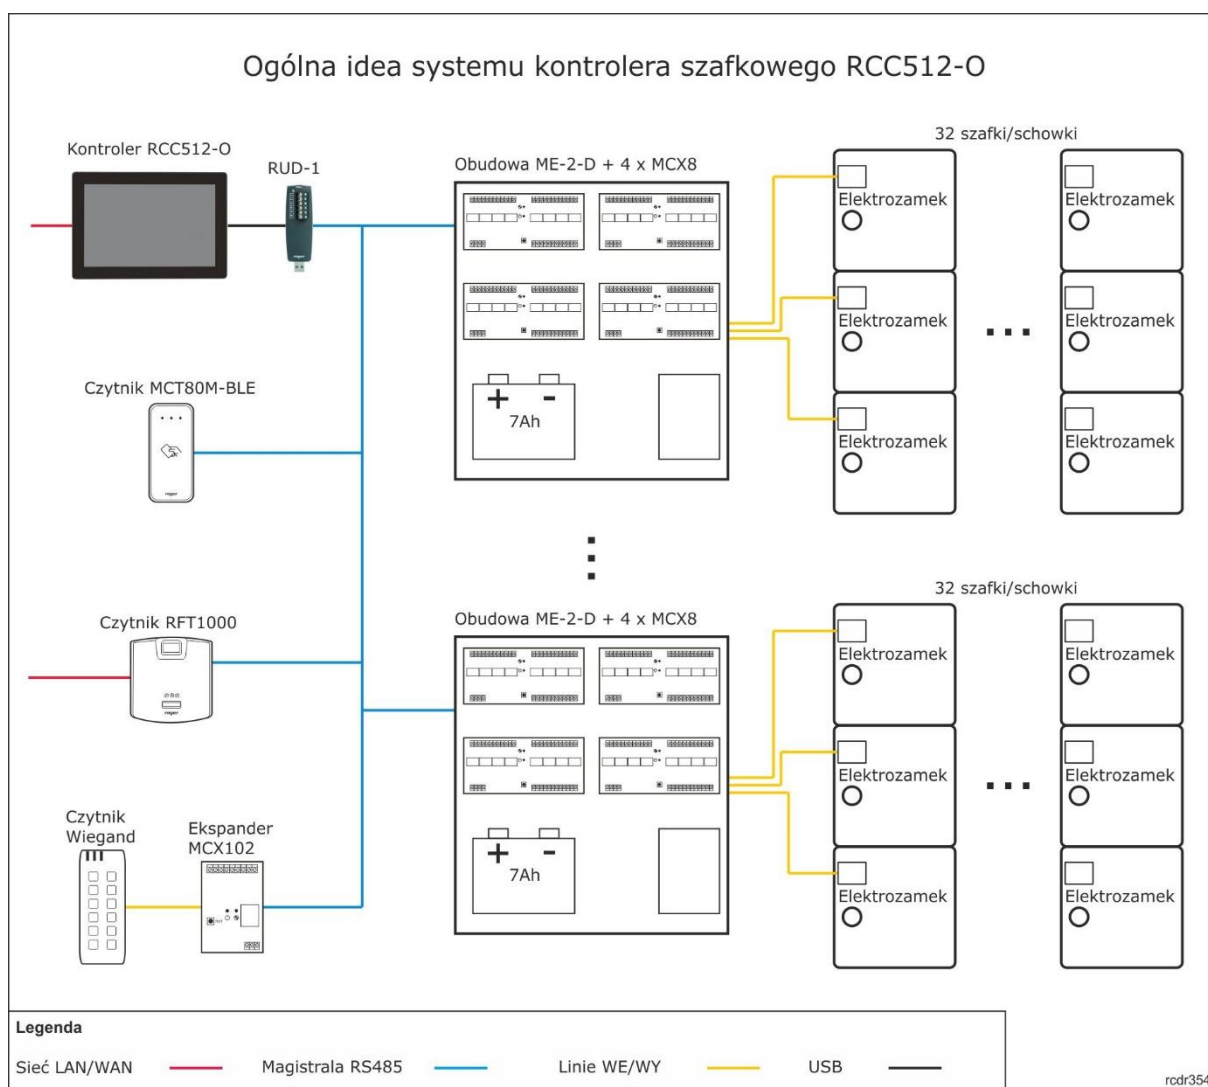 Ogólna idea systemu kontrolera szafkowego RCC512-O
Kontroler RCC512-O
RUD-1
Obudowa ME-2-D + 4 x MCX8
32 szafki/schowki
Elektrozamek
Elektrozamek
Elektrozamek
Elektrozamek
Elektrozamek
Elektrozamek
+ -
7Ah
Czytnik MCT80M-BLE
roger
Czytnik RFT1000
roger
Obudowa ME-2-D + 4 x MCX8
32 szafki/schowki
Elektrozamek
Elektrozamek
Elektrozamek
Elektrozamek
Elektrozamek
Elektrozamek
+ -
7Ah
Czytnik
Wiegand
Ekspander
MCX102
Legenda
Sieć LAN/WAN
Magistrala RS485
Linie WE/WY
USB
rcdr354